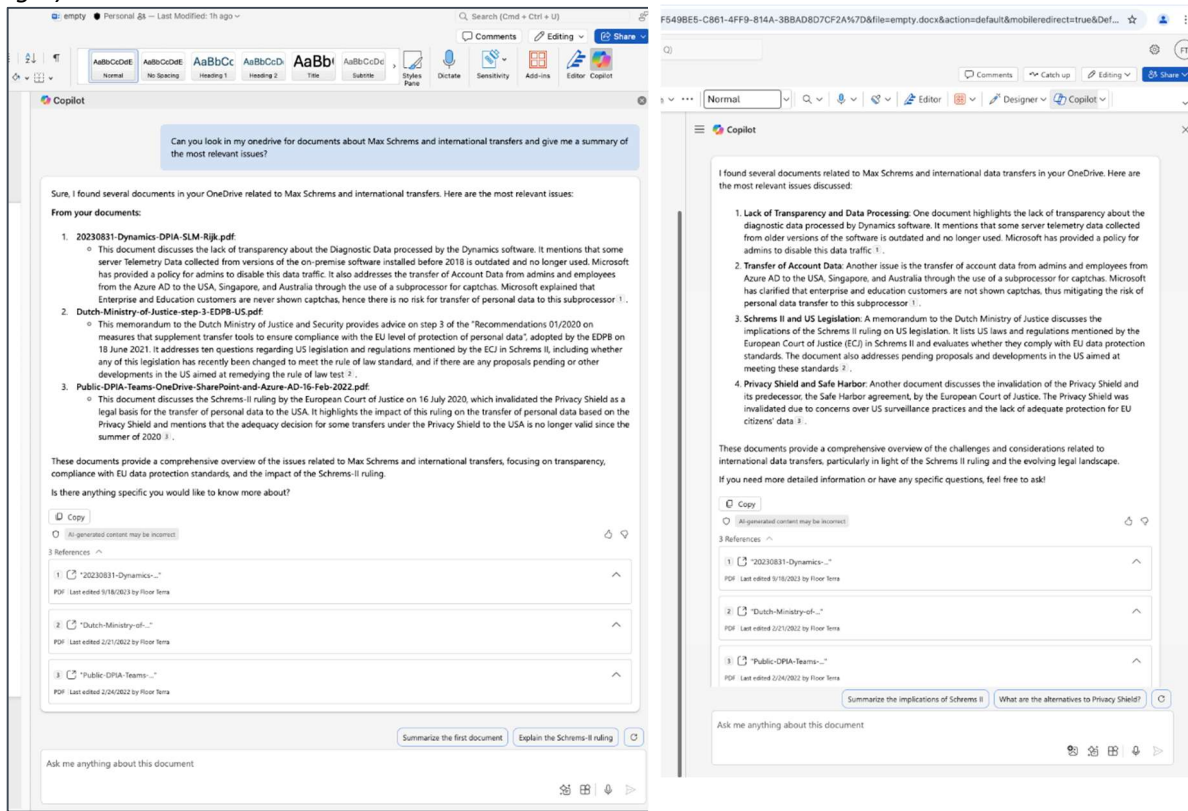 empty Personal — Last Modified: 1h ago
Search (Cmd + Ctrl + U)
Comments Editing Share
AaBbCcDdE AaBbCcDdE AaBbCc AaBbCcDc AaBb( AaBbCcDc
Normal No Spacing Heading 1 Heading 2 Title Subtitle Styles Pane Dictate Sensitivity Add-ins Editor Copilot
Copilot
Can you look in my onedrive for documents about Max Schrems and international transfers and give me a summary of
the most relevant issues?
Sure, I found several documents in your OneDrive related to Max Schrems and international transfers. Here are the most relevant issues:
From your documents:
1. 20230831-Dynamics-DPIA-SLM-Rijk.pdf:
This document discusses the lack of transparency about the Diagnostic Data processed by the Dynamics software. It mentions that some
server Telemetry Data collected from versions of the on-premise software installed before 2018 is outdated and no longer used. Microsoft
has provided a policy for admins to disable this data traffic. It also addresses the transfer of Account Data from admins and employees
from the Azure AD to the USA, Singapore, and Australia through the use of a subprocessor for captchas. Microsoft explained that
Enterprise and Education customers are never shown captchas, hence there is no risk for transfer of personal data to this subprocessor 1 .
2. Dutch-Ministry-of-Justice-step-3-EDPB-US.pdf:
This memorandum to the Dutch Ministry of Justice and Security provides advice on step 3 of the "Recommendations 01/2020 on
measures that supplement transfer tools to ensure compliance with the EU level of protection of personal data", adopted by the EDPB on
18 June 2021. It addresses ten questions regarding US legislation and regulations mentioned by the ECJ in Schrems II, including whether
any of this legislation has recently been changed to meet the rule of law standard, and if there are any proposals pending or other
developments in the US aimed at remedying the rule of law test 2 .
3. Public-DPIA-Teams-OneDrive-SharePoint-and-Azure-AD-16-Feb-2022.pdf:
This document discusses the Schrems-II ruling by the European Court of Justice on 16 July 2020, which invalidated the Privacy Shield as a
legal basis for the transfer of personal data to the USA. It highlights the impact of this ruling on the transfer of personal data based on the
Privacy Shield and mentions that the adequacy decision for some transfers under the Privacy Shield to the USA is no longer valid since the
summer of 2020 3 .
These documents provide a comprehensive overview of the issues related to Max Schrems and international transfers, focusing on transparency,
compliance with EU data protection standards, and the impact of the Schrems-II ruling.
Is there anything specific you would like to know more about?
Copy
AI-generated content may be incorrect
3 References
1 "20230831-Dynamics-..."
PDF Last edited 9/18/2023 by Floor Terra
2 "Dutch-Ministry-of-..."
PDF Last edited 2/21/2022 by Floor Terra
3 "Public-DPIA-Teams-..."
PDF Last edited 2/24/2022 by Floor Terra
Summarize the first document Explain the Schrems-II ruling
Ask me anything about this document
F549BE5-C861-4FF9-814A-3BBAD8D7CF2A%7D&file=empty.docx&action=default&mobileredirect=true&Def...
Q)
FT
Comments Catch up Editing Share
Normal Editor Designer Copilot
Copilot
I found several documents related to Max Schrems and international data transfers in your OneDrive. Here are
the most relevant issues discussed:
1. Lack of Transparency and Data Processing: One document highlights the lack of transparency about the
diagnostic data processed by Dynamics software. It mentions that some server telemetry data collected
from older versions of the software is outdated and no longer used. Microsoft has provided a policy for
admins to disable this data traffic 1 .
2. Transfer of Account Data: Another issue is the transfer of account data from admins and employees from
Azure AD to the USA, Singapore, and Australia through the use of a subprocessor for captchas. Microsoft
has clarified that enterprise and education customers are not shown captchas, thus mitigating the risk of
personal data transfer to this subprocessor 1 .
3. Schrems II and US Legislation: A memorandum to the Dutch Ministry of Justice discusses the
implications of the Schrems II ruling on US legislation. It lists US laws and regulations mentioned by the
European Court of Justice (ECJ) in Schrems II and evaluates whether they comply with EU data protection
standards. The document also addresses pending proposals and developments in the US aimed at
meeting these standards 2 .
4. Privacy Shield and Safe Harbor: Another document discusses the invalidation of the Privacy Shield and
its predecessor, the Safe Harbor agreement, by the European Court of Justice. The Privacy Shield was
invalidated due to concerns over US surveillance practices and the lack of adequate protection for EU
citizens' data 3 .
These documents provide a comprehensive overview of the challenges and considerations related to
international data transfers, particularly in light of the Schrems II ruling and the evolving legal landscape.
If you need more detailed information or have any specific questions, feel free to ask!
Copy
AI-generated content may be incorrect
3 References
1 "20230831-Dynamics-..."
PDF Last edited 9/18/2023 by Floor Terra
2 "Dutch-Ministry-of-..."
PDF Last edited 2/21/2022 by Floor Terra
3 "Public-DPIA-Teams-..."
PDF Last edited 2/24/2022 by Floor Terra
Summarize the implications of Schrems II What are the alternatives to Privacy Shield?
Ask me anything about this document